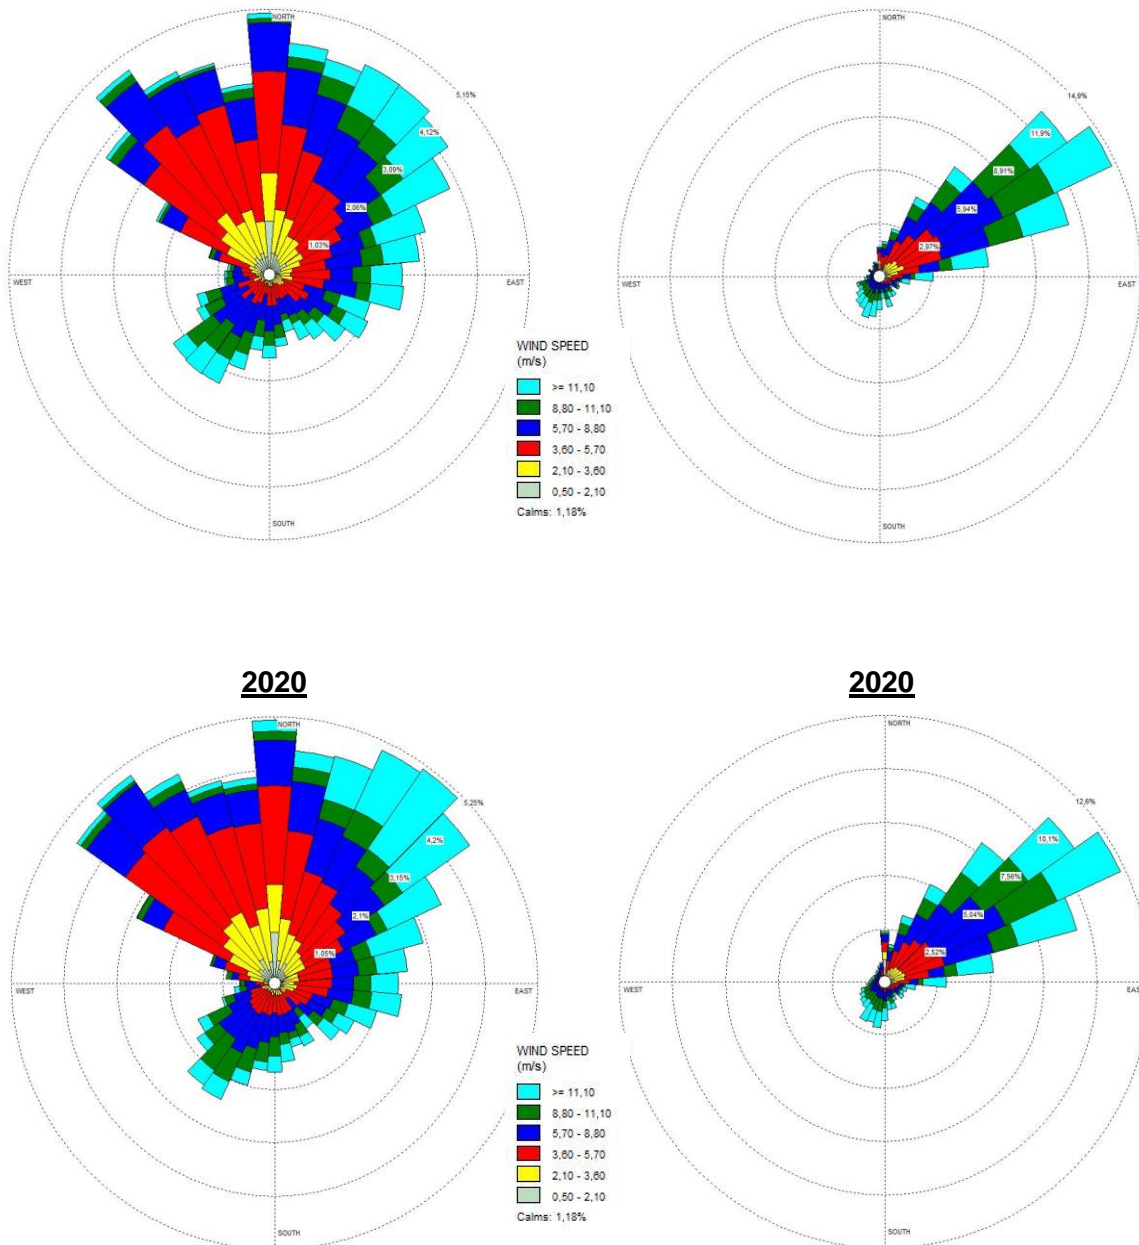 NORTH
5,15%
4,12%
3,09%
2,06%
1,03%
WEST
EAST
SOUTH
NORTH
14,9%
11,9%
8,91%
5,94%
2,97%
WEST
EAST
SOUTH
WIND SPEED
(m/s)
>= 11,10
8,80 - 11,10
5,70 - 8,80
3,60 - 5,70
2,10 - 3,60
0,50 - 2,10
Calms: 1,18%
2020
2020
NORTH
5,25%
4,2%
3,15%
2,1%
1,05%
WEST
EAST
SOUTH
NORTH
12,6%
10,1%
7,56%
5,04%
2,52%
WEST
EAS
SOUTH
WIND SPEED
(m/s)
>= 11,10
8,80 - 11,10
5,70 - 8,80
3,60 - 5,70
2,10 - 3,60
0,50 - 2,10
Calms: 1,18%